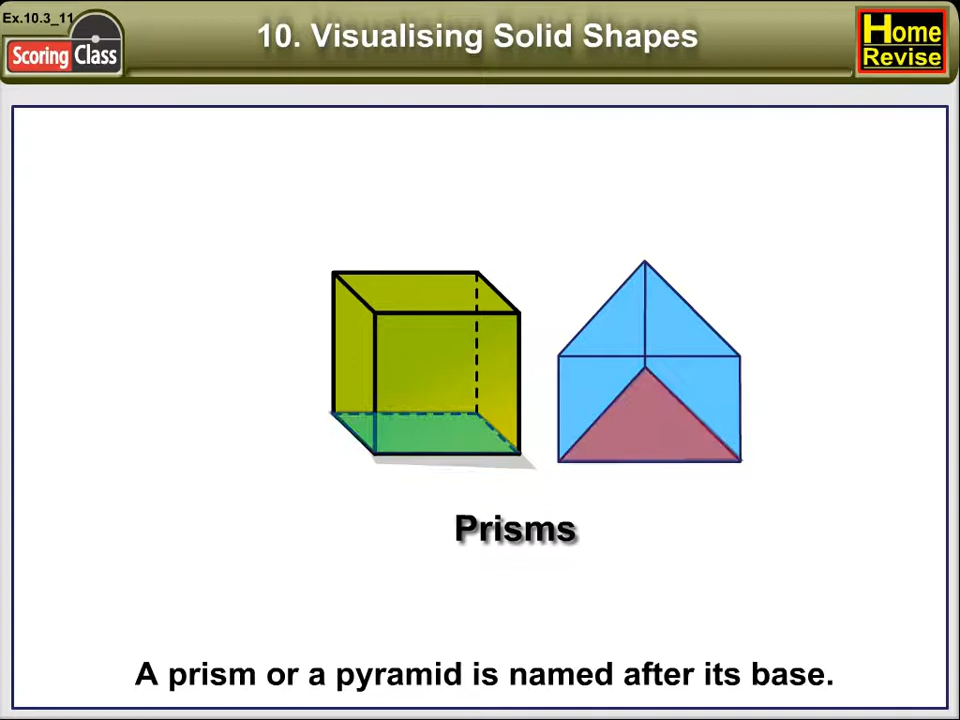 Ex.10.3_11
Scoring Class
10. Visualising Solid Shapes
Home
Revise
Prisms
A prism or a pyramid is named after its base.